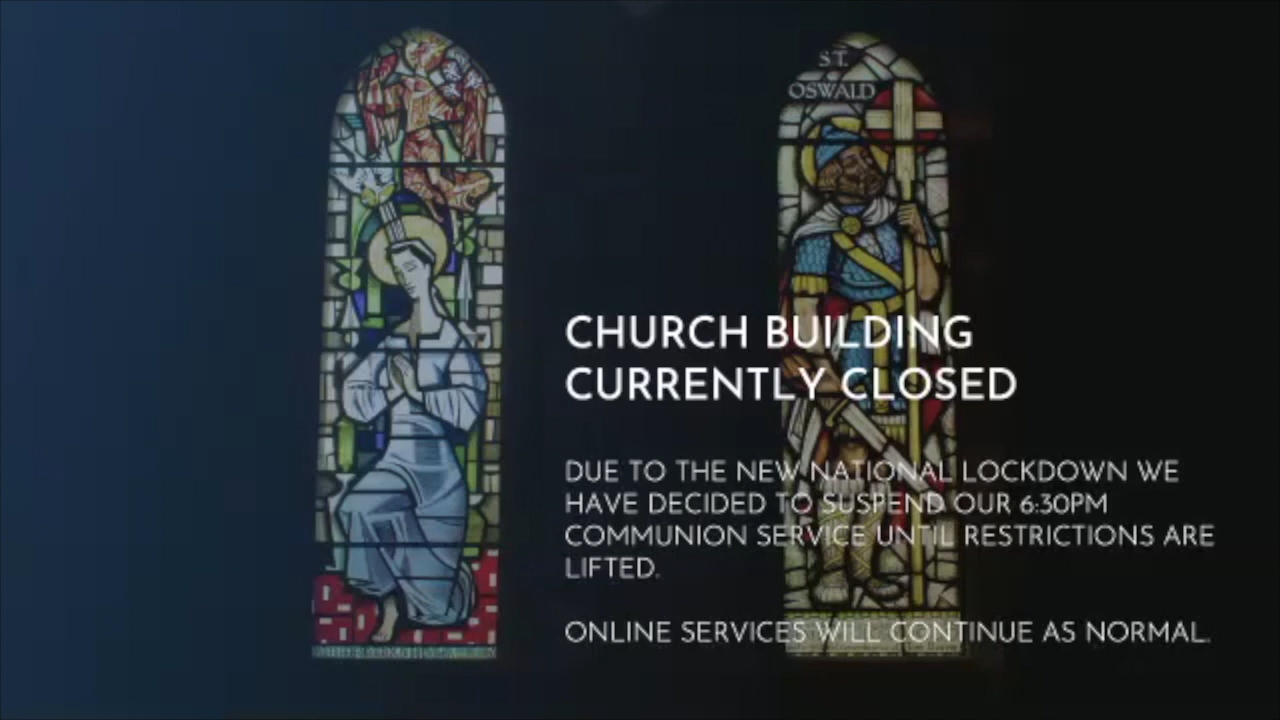 ST.
OSWALD
CHURCH BUILDING
CURRENTLY CLOSED
DUE TO THE NEW NATIONAL LOCKDOWN WE
HAVE DECIDED TO SUSPEND OUR 6:30PM
COMMUNION SERVICE UNTIL RESTRICTIONS ARE
LIFTED.
ONLINE SERVICES WILL CONTINUE AS NORMAL.